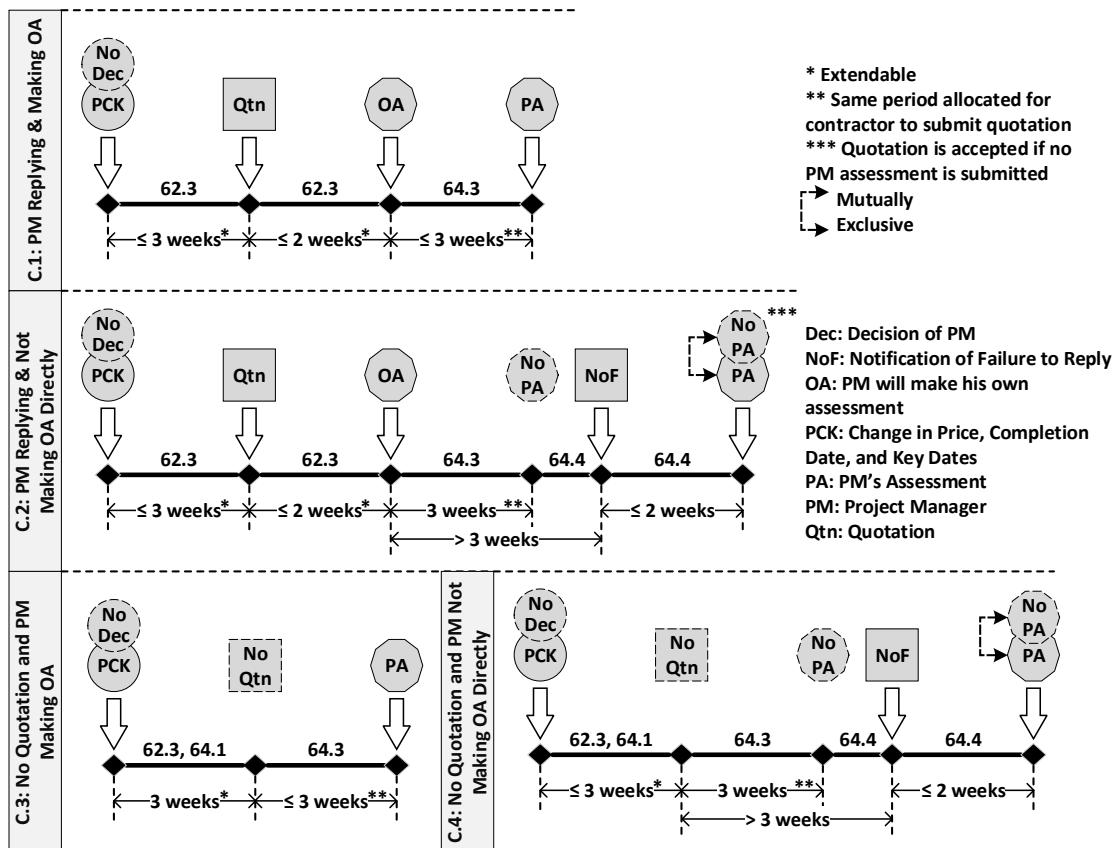 C.1: PM Replying & Making OA
No
Dec
PCK
Qtn
OA
PA
62.3
62.3
64.3
≤ 3 weeks*
≤ 2 weeks*
≤ 3 weeks**
* Extendable
** Same period allocated for
contractor to submit quotation
*** Quotation is accepted if no
PM assessment is submitted
Mutually
Exclusive
C.2: PM Replying & Not
Making OA Directly
No
Dec
PCK
Qtn
OA
No
PA
NoF
No
PA
***
PA
62.3
62.3
64.3
64.4
64.4
≤ 3 weeks*
≤ 2 weeks*
3 weeks**
≤ 2 weeks
> 3 weeks
Dec: Decision of PM
NoF: Notification of Failure to Reply
OA: PM will make his own
assessment
PCK: Change in Price, Completion
Date, and Key Dates
PA: PM's Assessment
PM: Project Manager
Qtn: Quotation
C.3: No Quotation and PM
Making OA
No
Dec
PCK
No
Qtn
PA
62.3, 64.1
64.3
3 weeks*
≤ 3 weeks**
C.4: No Quotation and PM Not
Making OA Directly
No
Dec
PCK
No
Qtn
No
PA
NoF
No
PA
PA
62.3, 64.1
64.3
64.4
64.4
≤ 3 weeks*
3 weeks**
≤ 2 weeks
> 3 weeks